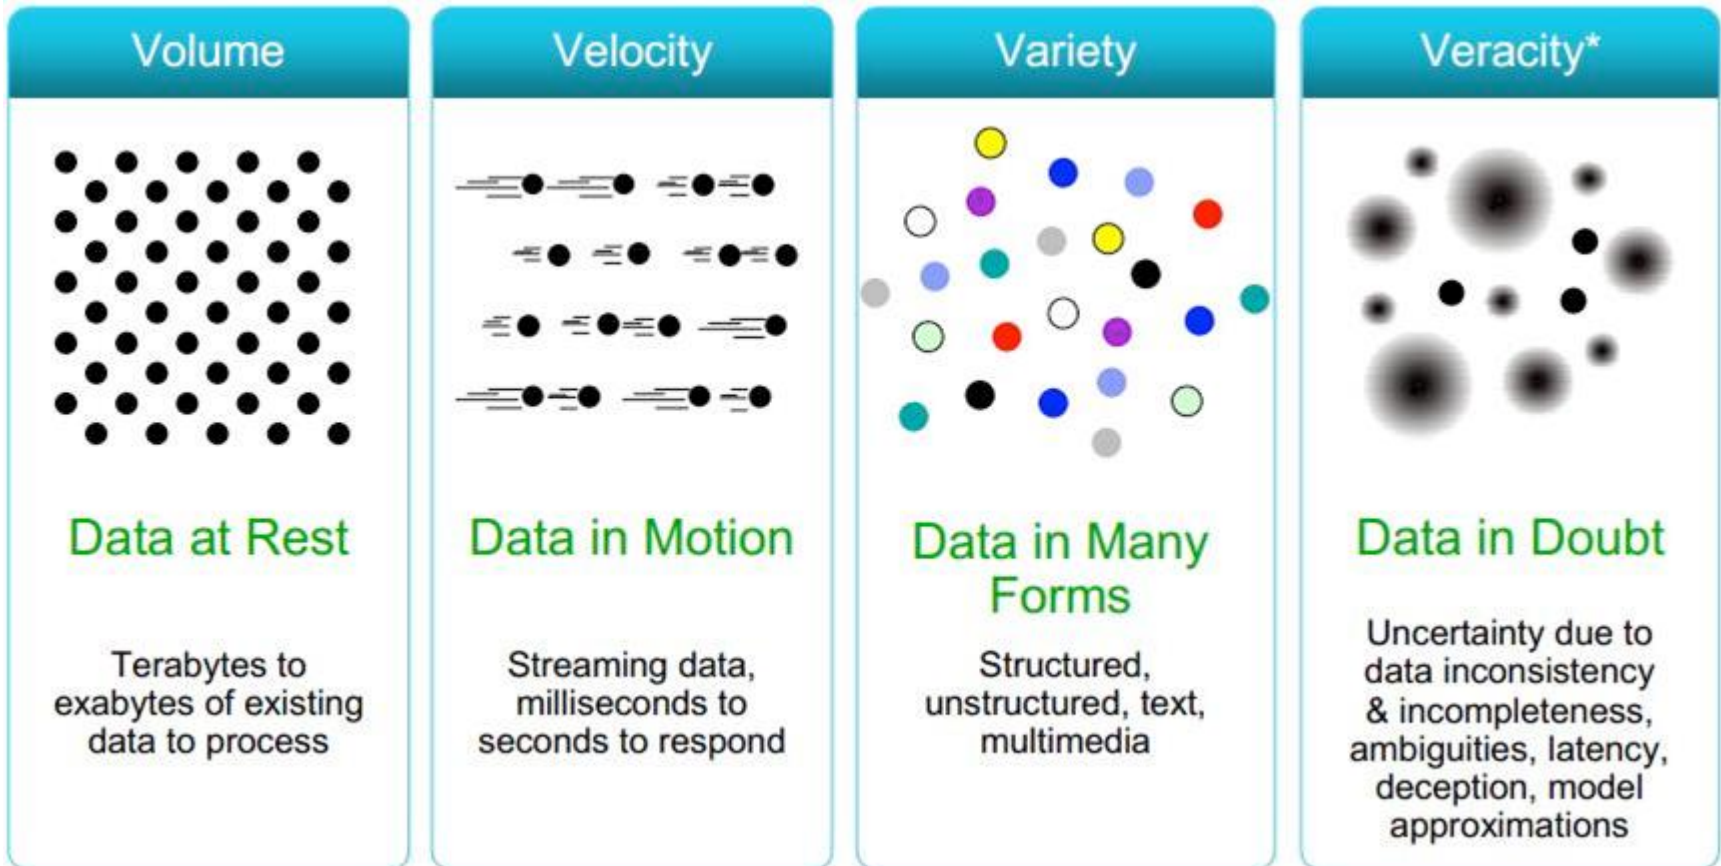 Volume
Data at Rest
Terabytes to
exabytes of existing
data to process
Velocity
Data in Motion
Streaming data,
milliseconds to
seconds to respond
Variety
Data in Many
Forms
Structured,
unstructured, text,
multimedia
Veracity*
Data in Doubt
Uncertainty due to
data inconsistency
& incompleteness,
ambiguities, latency,
deception, model
approximations